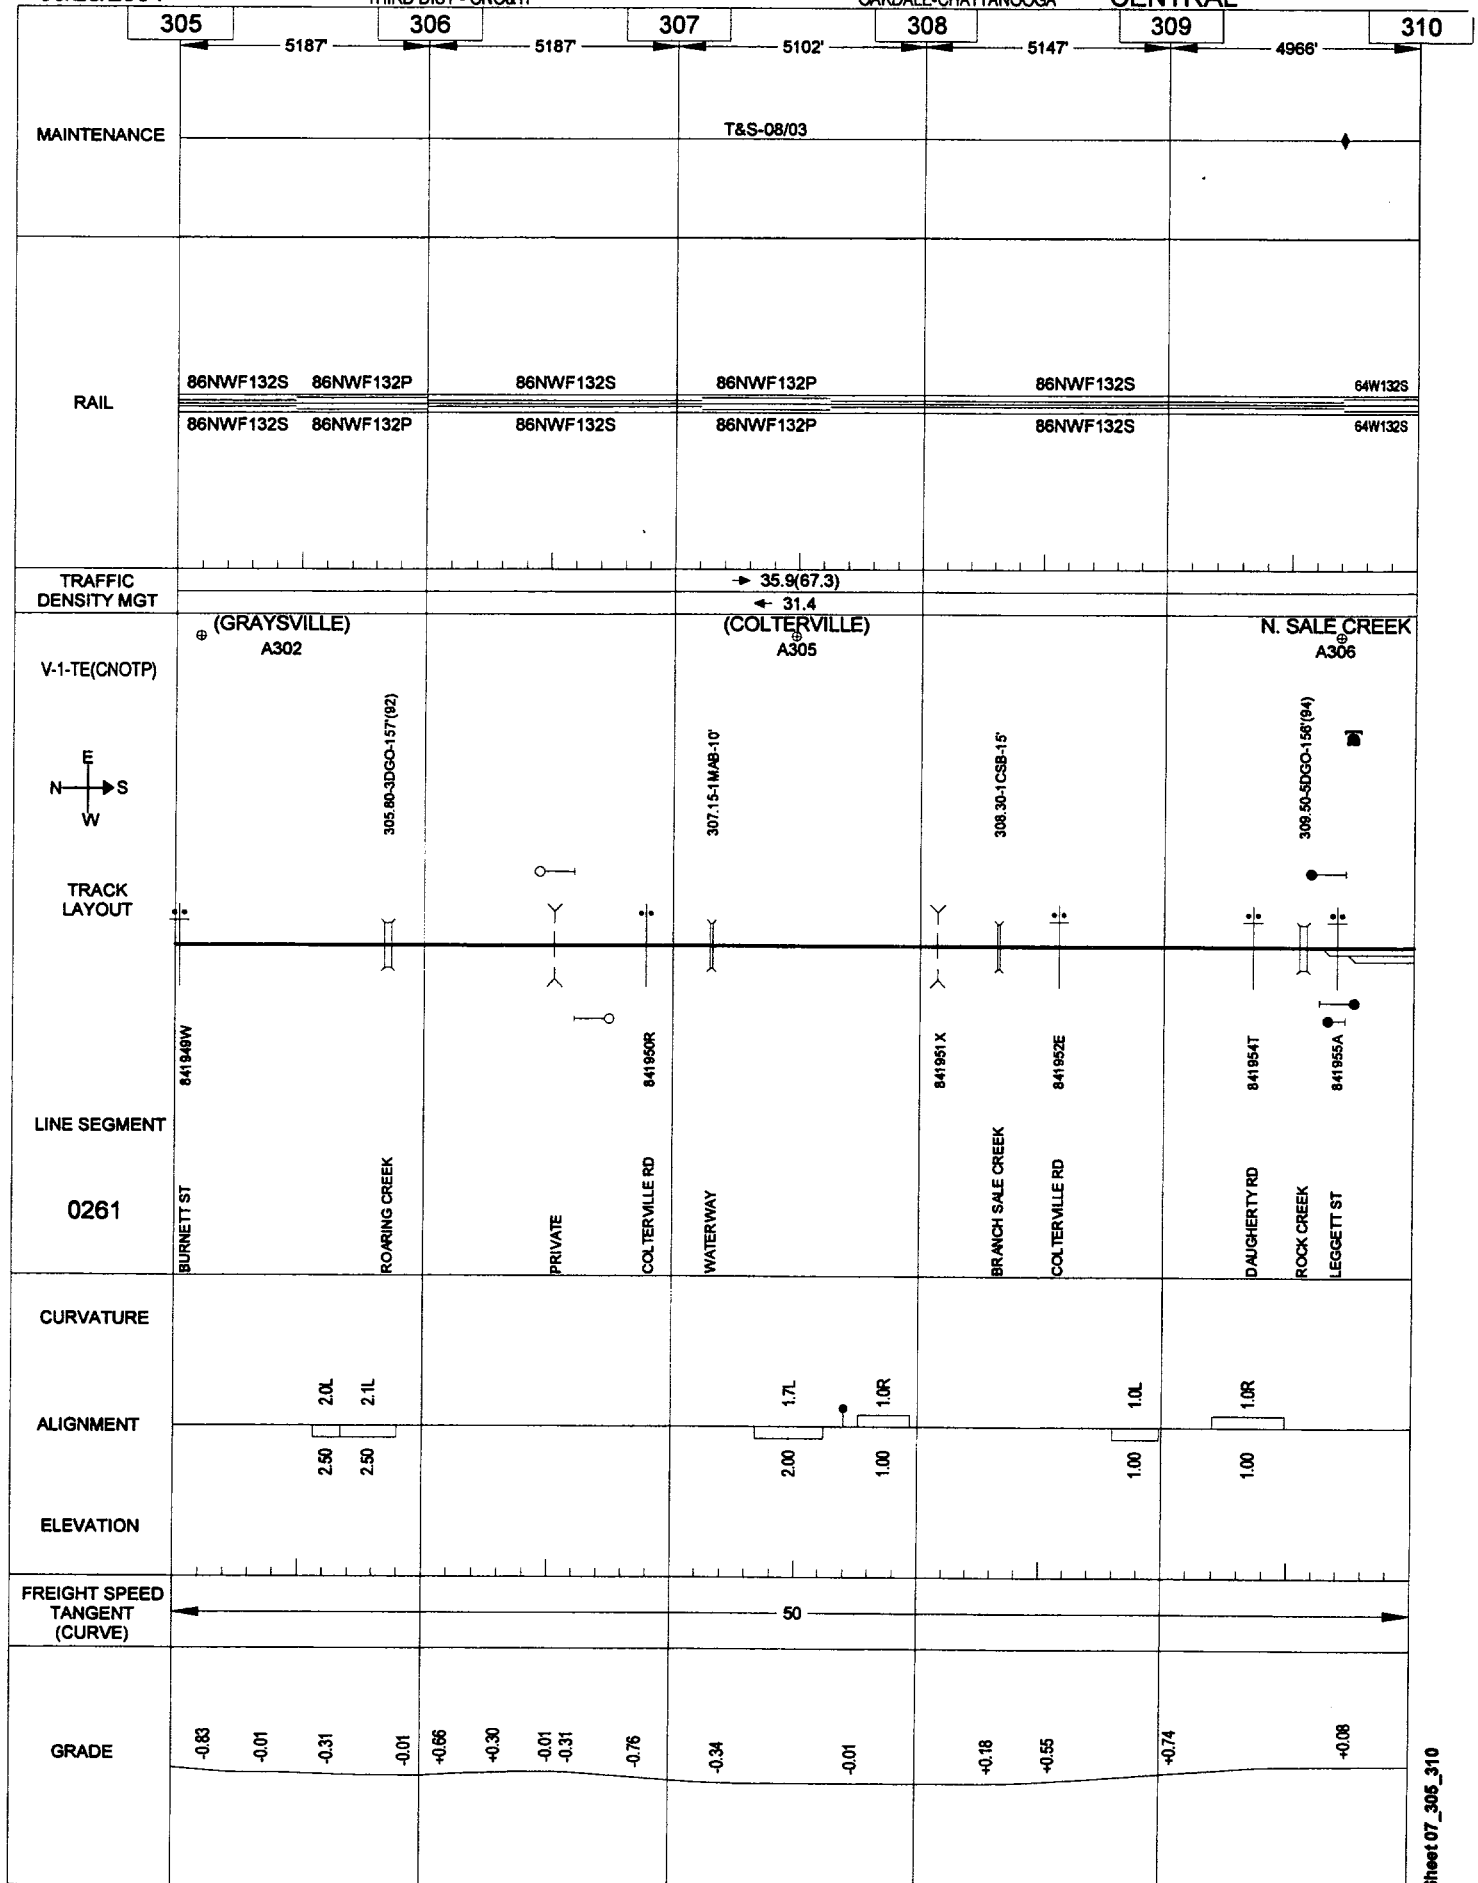 THIRD DIST - CNO&TP OAKDALE-CHATTANOOGA CENTRAL
305 306 307 308 309 310
5187' 5187' 5102' 5147' 4966'
MAINTENANCE T&S-08/03
86NWF132S 86NWF132P 86NWF132S 86NWF132P 86NWF132S 64W132S
RAIL
86NWF132S 86NWF132P 86NWF132S 86NWF132P 86NWF132S 64W132S
TRAFFIC
DENSITY MGT
35.9(67.3)
31.4
(GRAYSVILLE) (COLTERVILLE) N. SALE CREEK
A302 A305 A306
V-1-TE(CNOTP)
305.80-3DGO-157'(92)
307.15-1MAB-10'
308.30-1CSB-15'
309.50-5DGO-156'(94)
E
N S
W
TRACK
LAYOUT
841949W
841950R
841951X
841952E
841954T
841955A
LINE SEGMENT
0261
BURNETT ST
ROARING CREEK
PRIVATE
COLTERVILLE RD
WATERWAY
BRANCH SALE CREEK
COLTERVILLE RD
DAUGHERTY RD
ROCK CREEK
LEGGETT ST
CURVATURE
2.0L 2.1L 1.7L 1.0R 1.0L 1.0R
ALIGNMENT
2.50 2.50 2.00 1.00 1.00 1.00
ELEVATION
FREIGHT SPEED
TANGENT
(CURVE)
50
GRADE
-0.83 -0.01 -0.31 -0.01 +0.66 +0.30 -0.01 -0.31 -0.76 -0.34 -0.01 +0.18 +0.55 +0.74 +0.08
Sheet 07_305_310